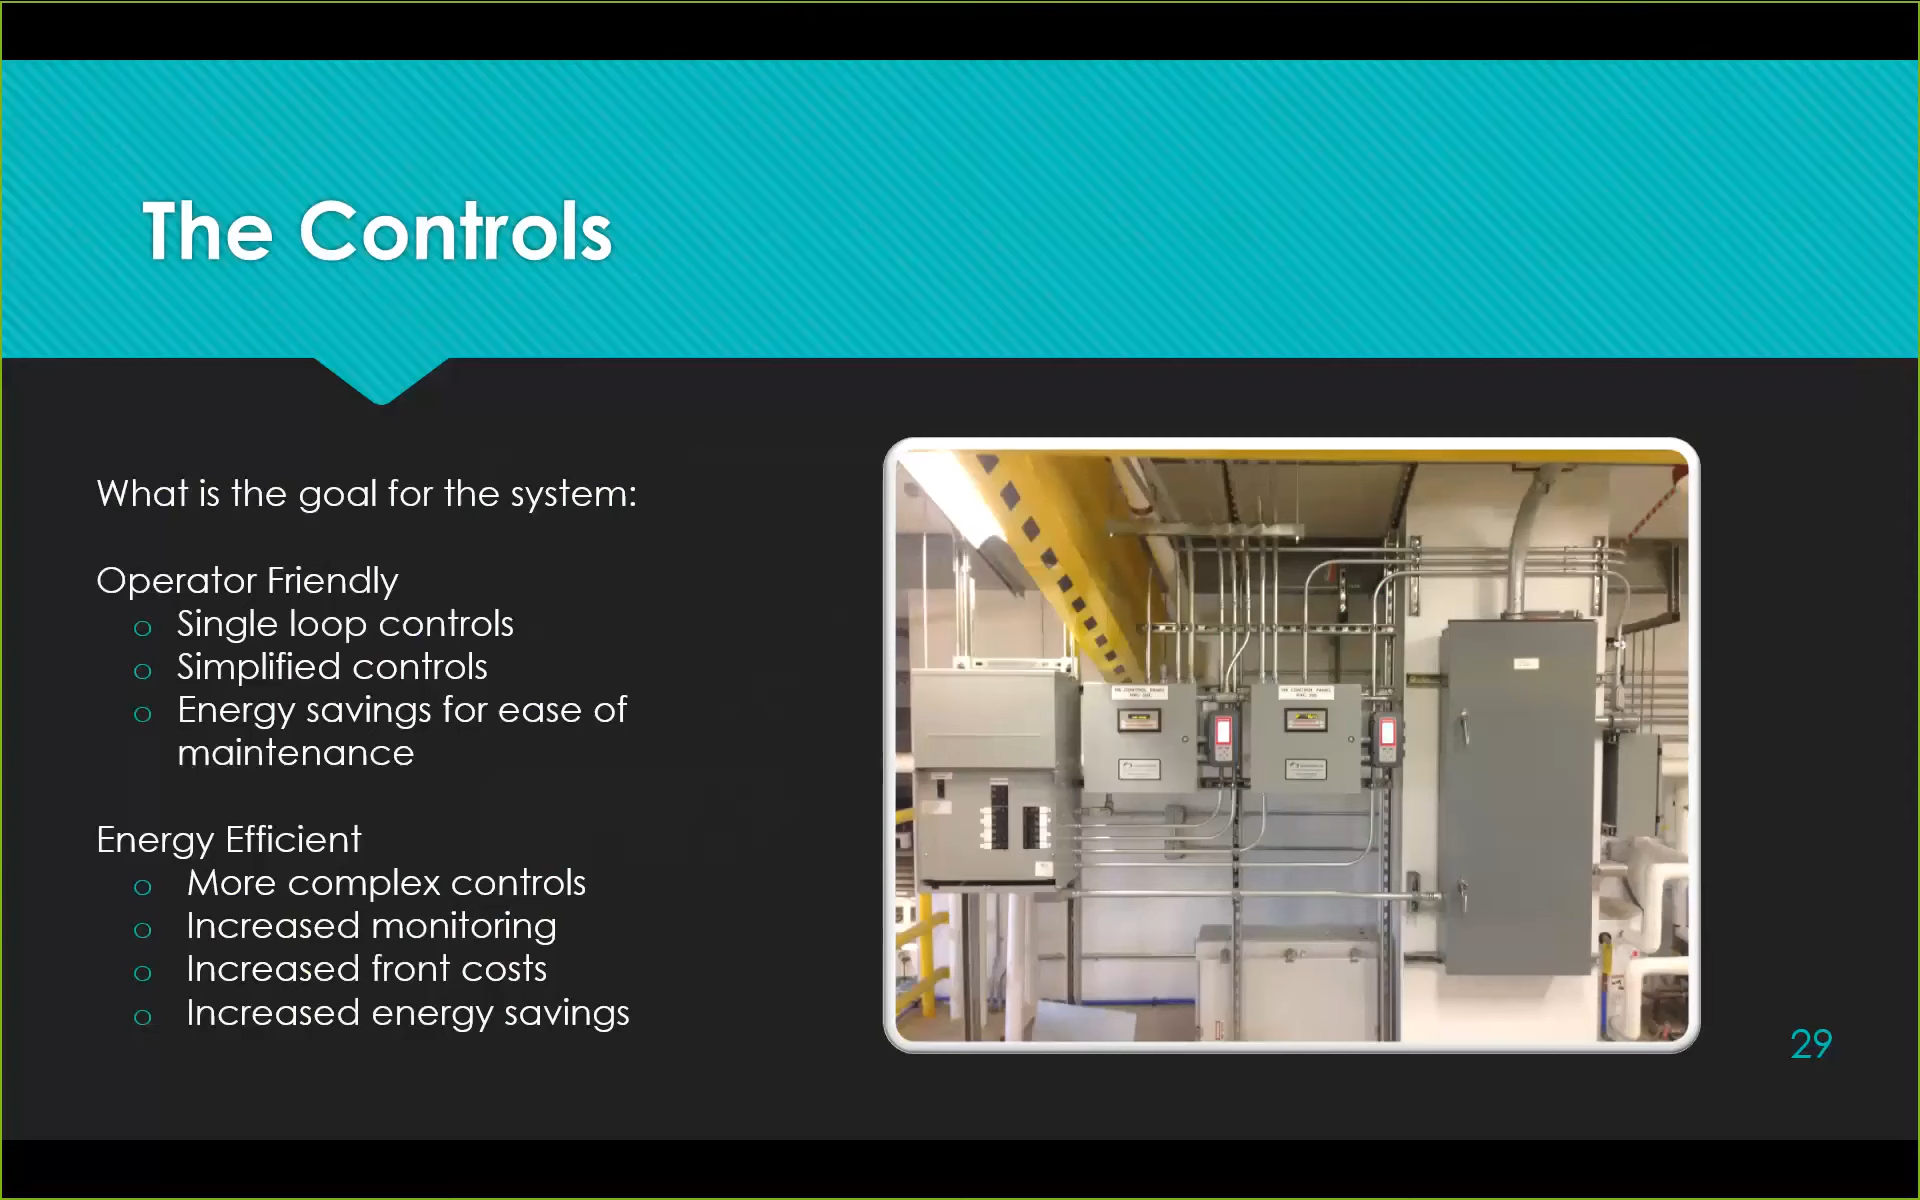 The Controls
What is the goal for the system:
Operator Friendly
o Single loop controls
o Simplified controls
o Energy savings for ease of
maintenance
Energy Efficient
o More complex controls
o Increased monitoring
o Increased front costs
o Increased energy savings
29